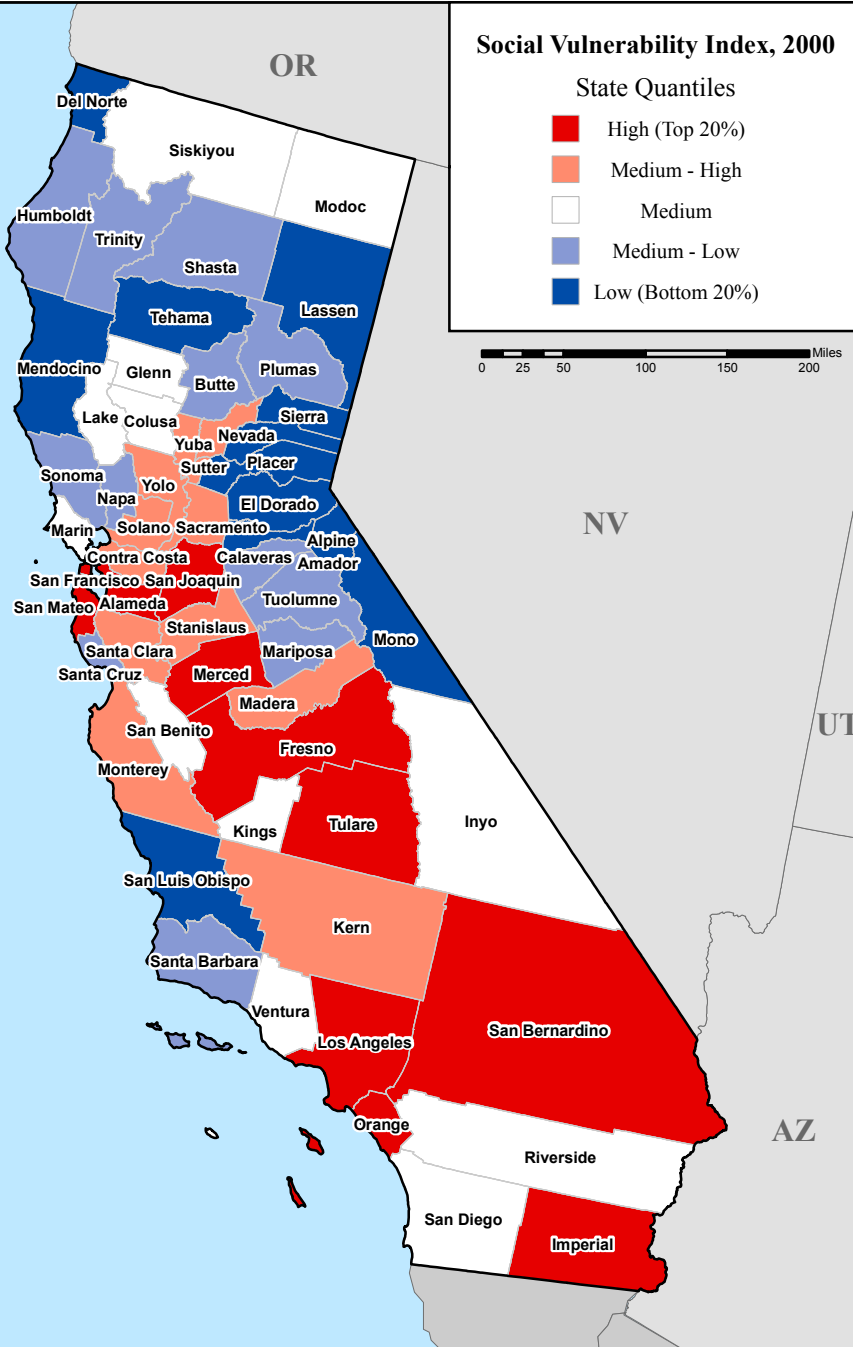 Social Vulnerability Index, 2000
State Quantiles
High (Top 20%)
Medium - High
Medium
Medium - Low
Low (Bottom 20%)
Miles
0 25 50 100 150 200
OR
NV
UT
AZ
Del Norte
Siskiyou
Modoc
Humboldt
Trinity
Shasta
Lassen
Tehama
Mendocino
Glenn
Butte
Plumas
Lake
Colusa
Sierra
Yuba
Nevada
Sutter
Placer
Sonoma
Napa
Yolo
El Dorado
Marin
Solano
Sacramento
Alpine
Contra Costa
Calaveras
Amador
San Francisco
San Joaquin
San Mateo
Alameda
Tuolumne
Stanislaus
Mono
Santa Clara
Mariposa
Santa Cruz
Merced
Madera
San Benito
Fresno
Monterey
Kings
Tulare
Inyo
San Luis Obispo
Kern
Santa Barbara
Ventura
Los Angeles
San Bernardino
Orange
Riverside
San Diego
Imperial